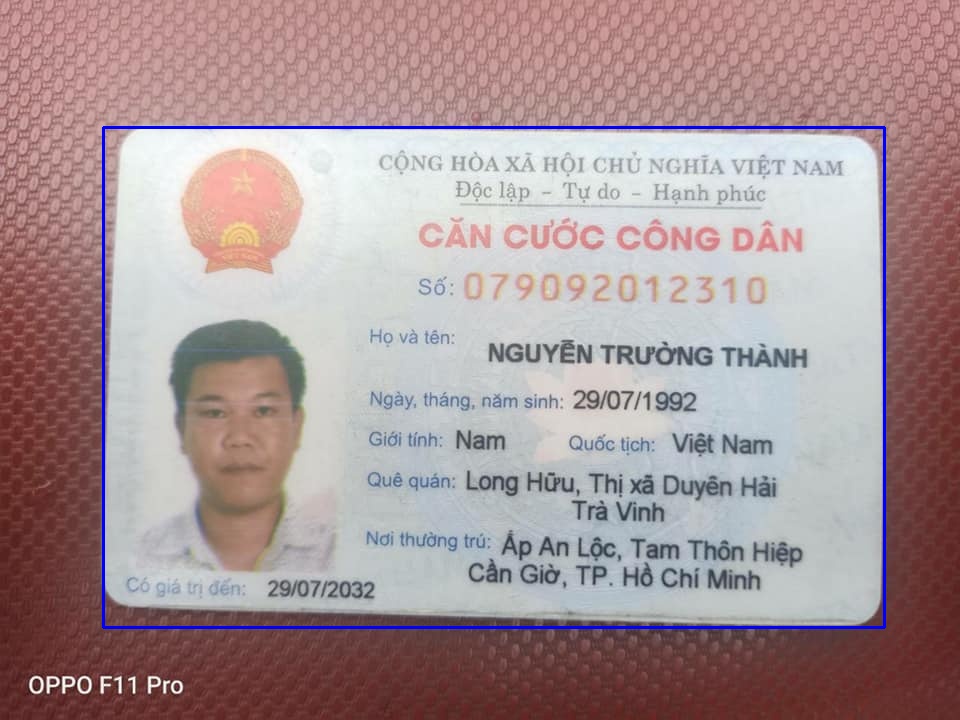 CỘNG HÒA XÃ HỘI CHỦ NGHĨA VIỆT NAM
Độc lập - Tự do - Hạnh phúc
CĂN CƯỚC CÔNG DÂN
Số: 079092012310
Họ và tên:
NGUYỄN TRƯỜNG THÀNH
Ngày, tháng, năm sinh: 29/07/1992
Giới tính: Nam Quốc tịch: Việt Nam
Quê quán: Long Hữu, Thị xã Duyên Hải
Trà Vinh
Nơi thường trú: Ấp An Lộc, Tam Thôn Hiệp
Cần Giờ, TP. Hồ Chí Minh
Có giá trị đến: 29/07/2032
OPPO F11 Pro